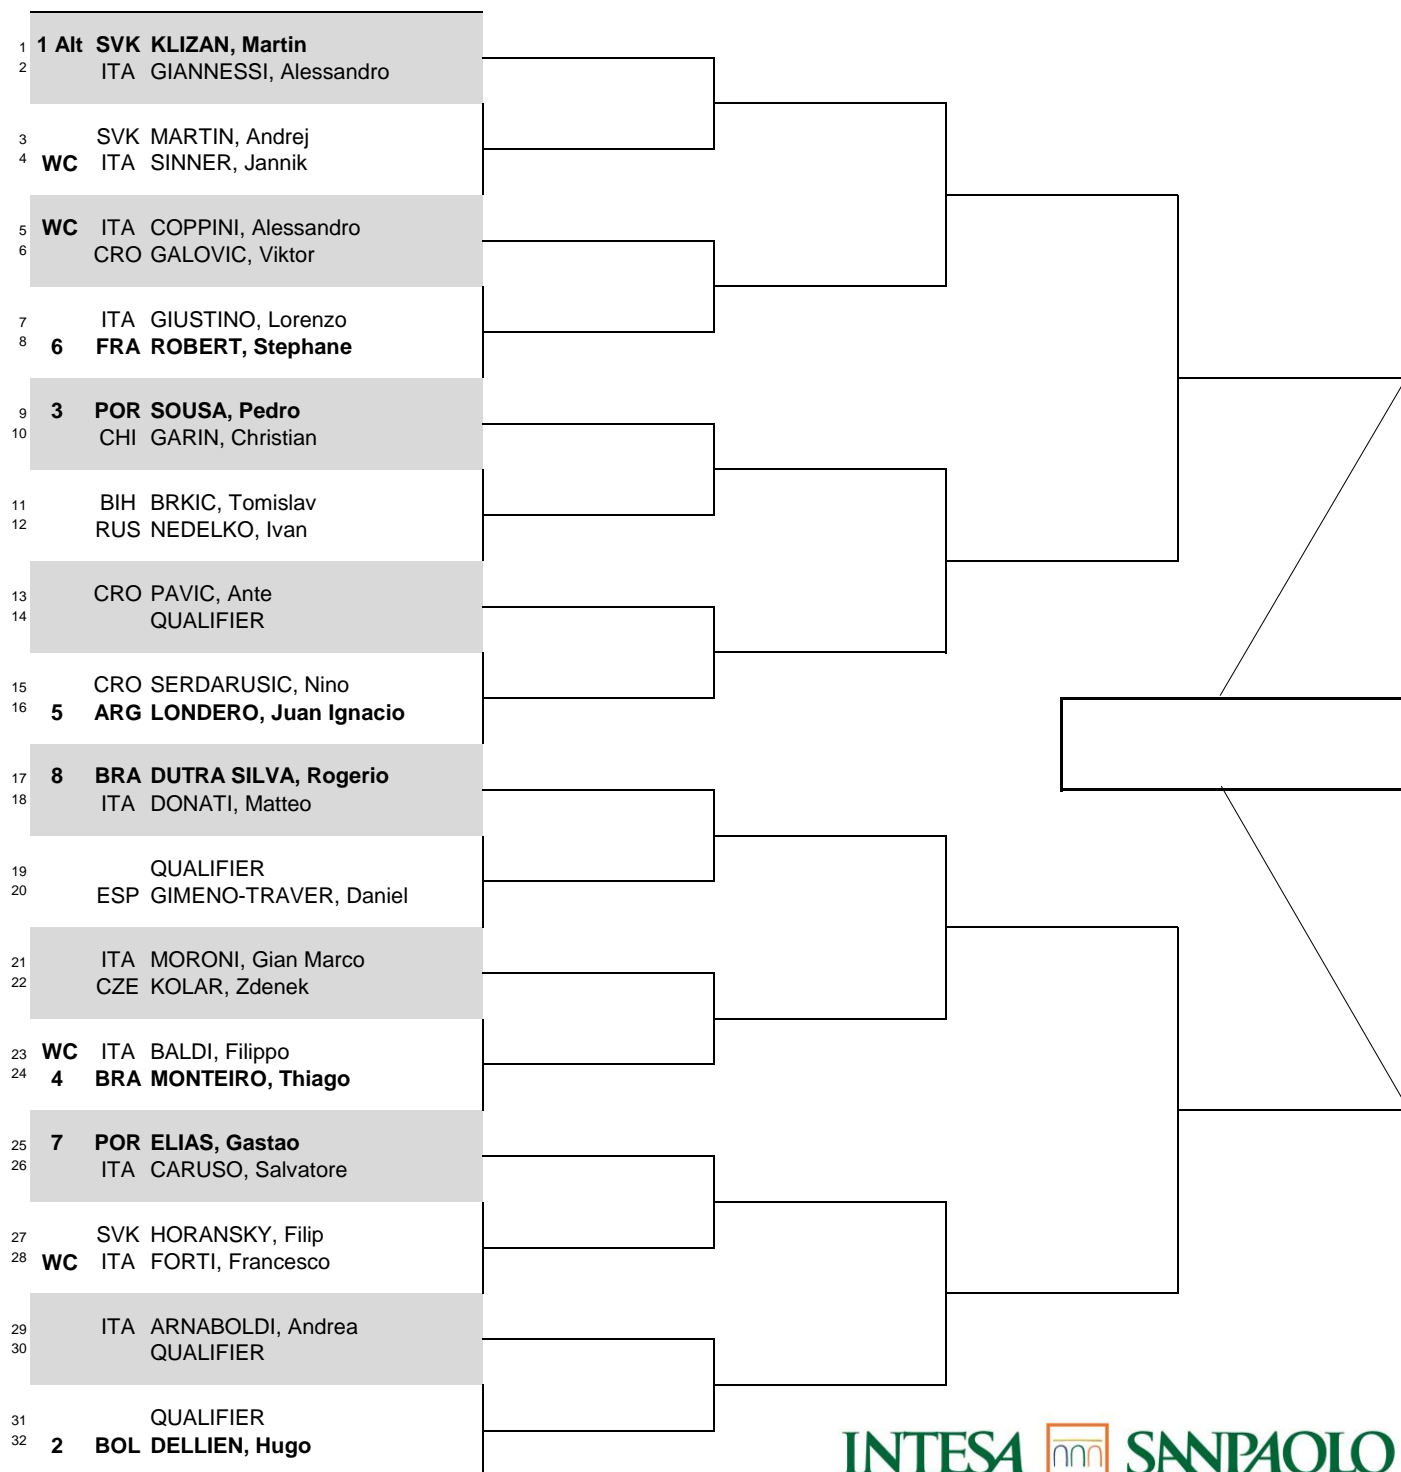 1 1 Alt SVK KLIZAN, Martin
2 ITA GIANNESSI, Alessandro
3 SVK MARTIN, Andrej
4 WC ITA SINNER, Jannik
5 WC ITA COPPINI, Alessandro
6 CRO GALOVIC, Viktor
7 ITA GIUSTINO, Lorenzo
8 6 FRA ROBERT, Stephane
9 3 POR SOUSA, Pedro
10 CHI GARIN, Christian
11 BIH BRKIC, Tomislav
12 RUS NEDELKO, Ivan
13 CRO PAVIC, Ante
14 QUALIFIER
15 CRO SERDARUSIC, Nino
16 5 ARG LONDERO, Juan Ignacio
17 8 BRA DUTRA SILVA, Rogerio
18 ITA DONATI, Matteo
19 QUALIFIER
20 ESP GIMENO-TRAVER, Daniel
21 ITA MORONI, Gian Marco
22 CZE KOLAR, Zdenek
23 WC ITA BALDI, Filippo
24 4 BRA MONTEIRO, Thiago
25 7 POR ELIAS, Gastao
26 ITA CARUSO, Salvatore
27 SVK HORANSKY, Filip
28 WC ITA FORTI, Francesco
29 ITA ARNABOLDI, Andrea
30 QUALIFIER
31 QUALIFIER
32 2 BOL DELLIEN, Hugo
INTESA SANPAOLO